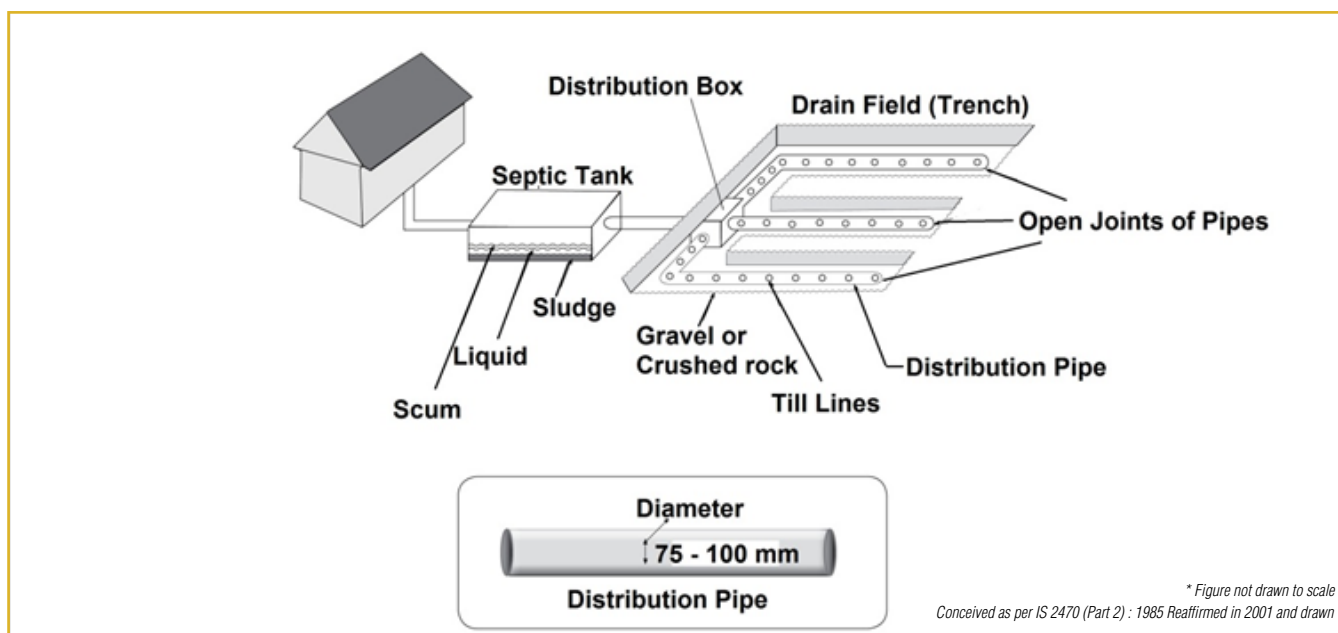 Distribution Box
Drain Field (Trench)
Septic Tank
Open Joints of Pipes
Sludge
Gravel or
Crushed rock
Liquid
Distribution Pipe
Till Lines
Scum
Diameter
75 - 100 mm
Distribution Pipe
* Figure not drawn to scale
Conceived as per IS 2470 (Part 2) : 1985 Reaffirmed in 2001 and drawn